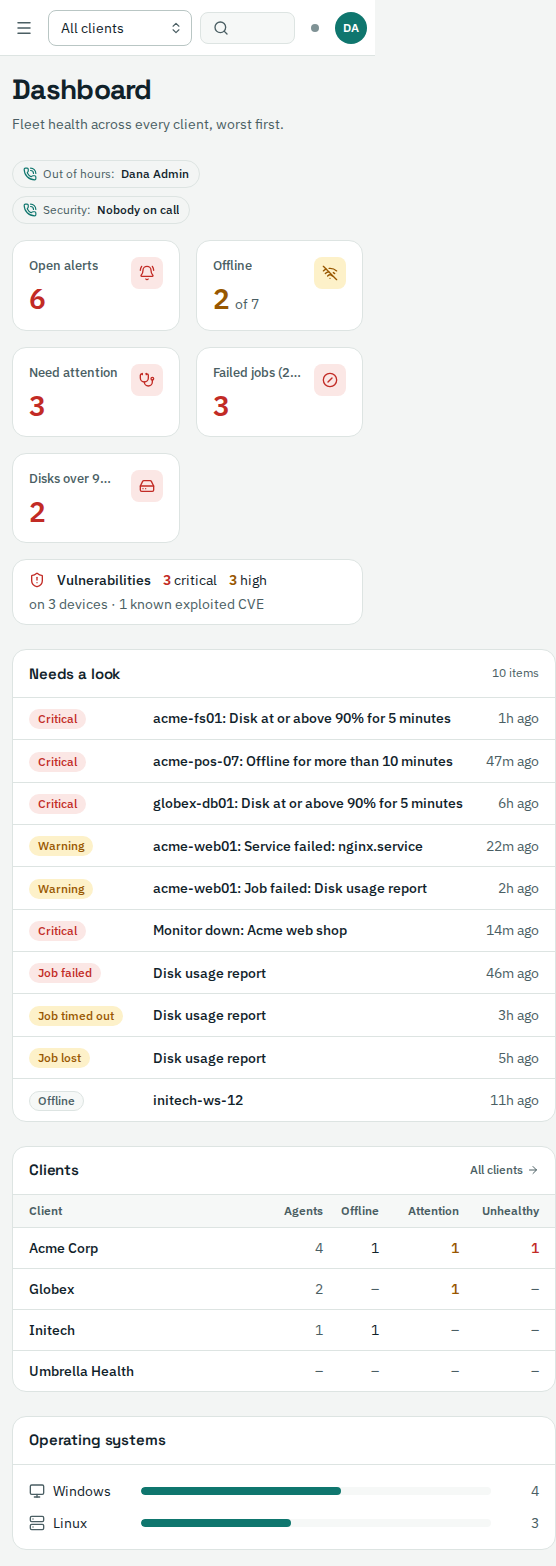 All clients
DA
Dashboard
Fleet health across every client, worst first.
Out of hours: Dana Admin
Security: Nobody on call
Open alerts
6
Offline
2 of 7
Need attention
3
Failed jobs (2...
3
Disks over 9...
2
Vulnerabilities 3 critical 3 high
on 3 devices · 1 known exploited CVE
Needs a look 10 items
Critical acme-fs01: Disk at or above 90% for 5 minutes 1h ago
Critical acme-pos-07: Offline for more than 10 minutes 47m ago
Critical globex-db01: Disk at or above 90% for 5 minutes 6h ago
Warning acme-web01: Service failed: nginx.service 22m ago
Warning acme-web01: Job failed: Disk usage report 2h ago
Critical Monitor down: Acme web shop 14m ago
Job failed Disk usage report 46m ago
Job timed out Disk usage report 3h ago
Job lost Disk usage report 5h ago
Offline initech-ws-12 11h ago
Clients All clients →
Client Agents Offline Attention Unhealthy
Acme Corp 4 1 1 1
Globex 2 – 1 –
Initech 1 1 – –
Umbrella Health – – – –
Operating systems
Windows 4
Linux 3